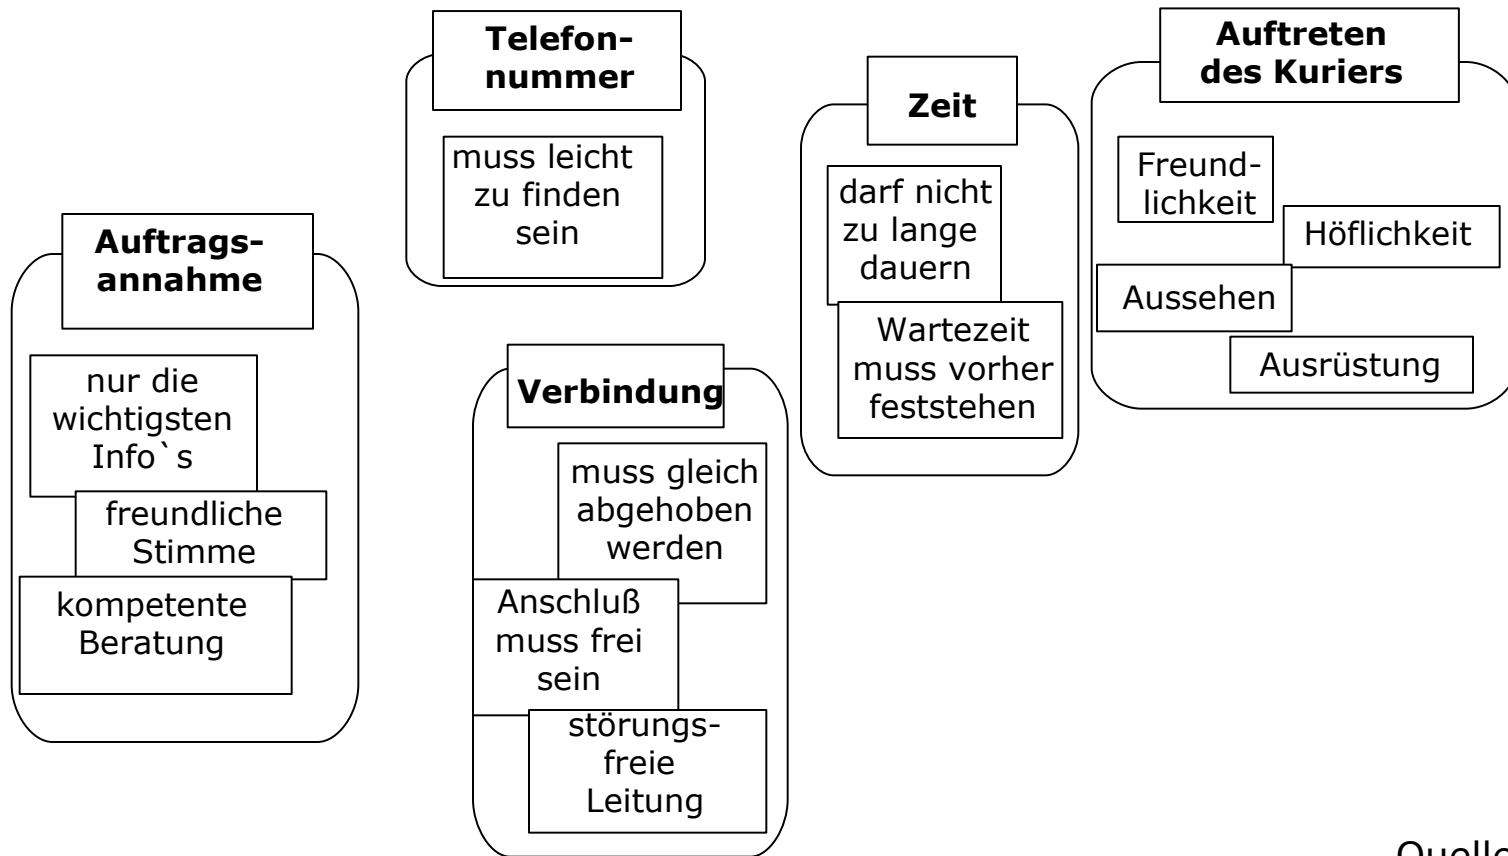 Auftrags-
annahme
nur die
wichtigsten
Info`s
freundliche
Stimme
kompetente
Beratung
Telefon-
nummer
muss leicht
zu finden
sein
Verbindung
muss gleich
abgehoben
werden
Anschluß
muss frei
sein
störungs-
freie
Leitung
Zeit
darf nicht
zu lange
dauern
Wartezeit
muss vorher
feststehen
Auftreten
des Kuriers
Freund-
lichkeit
Höflichkeit
Aussehen
Ausrüstung
Quelle